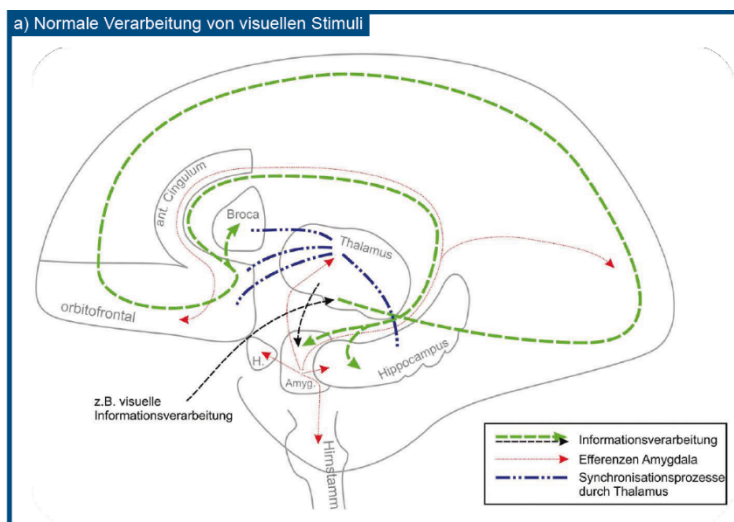 a) Normale Verarbeitung von visuellen Stimuli
ant. Cingulum
Broca
Thalamus
orbitofrontal
H.
Amyg.
Hippocampus
z.B. visuelle
Informationsverarbeitung
Hirnstamm
Informationsverarbeitung
Efferenzen Amygdala
Synchronisationsprozesse
durch Thalamus